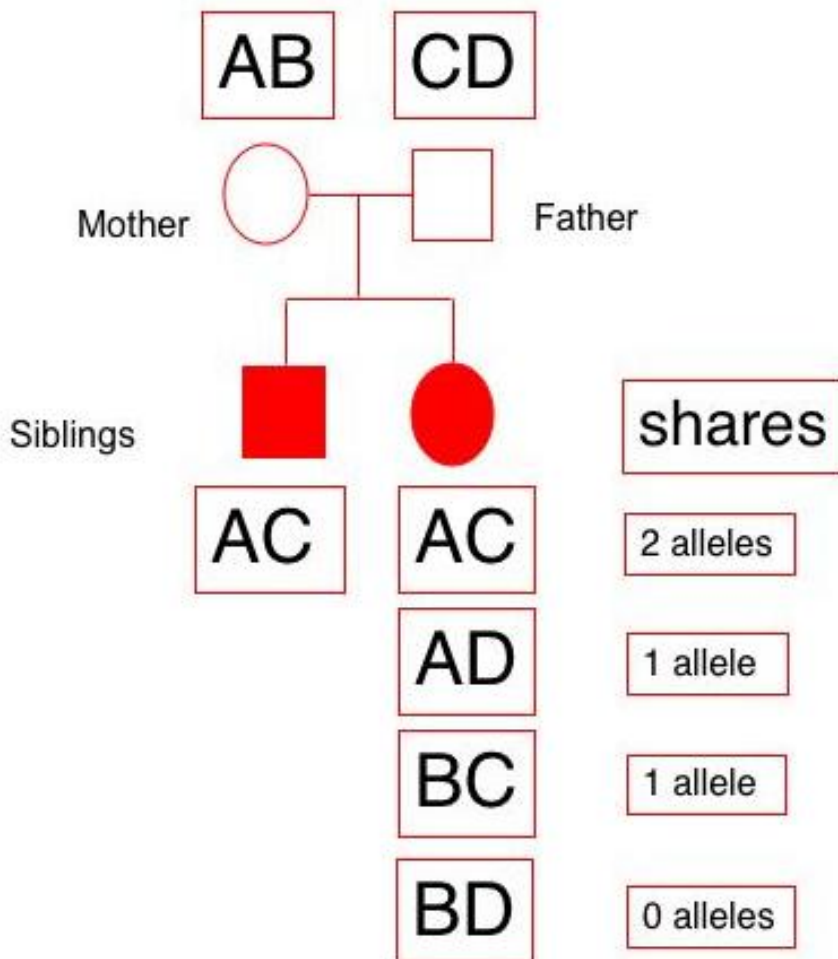 AB CD
Mother Father
Siblings
shares
AC AC 2 alleles
AD 1 allele
BC 1 allele
BD 0 alleles